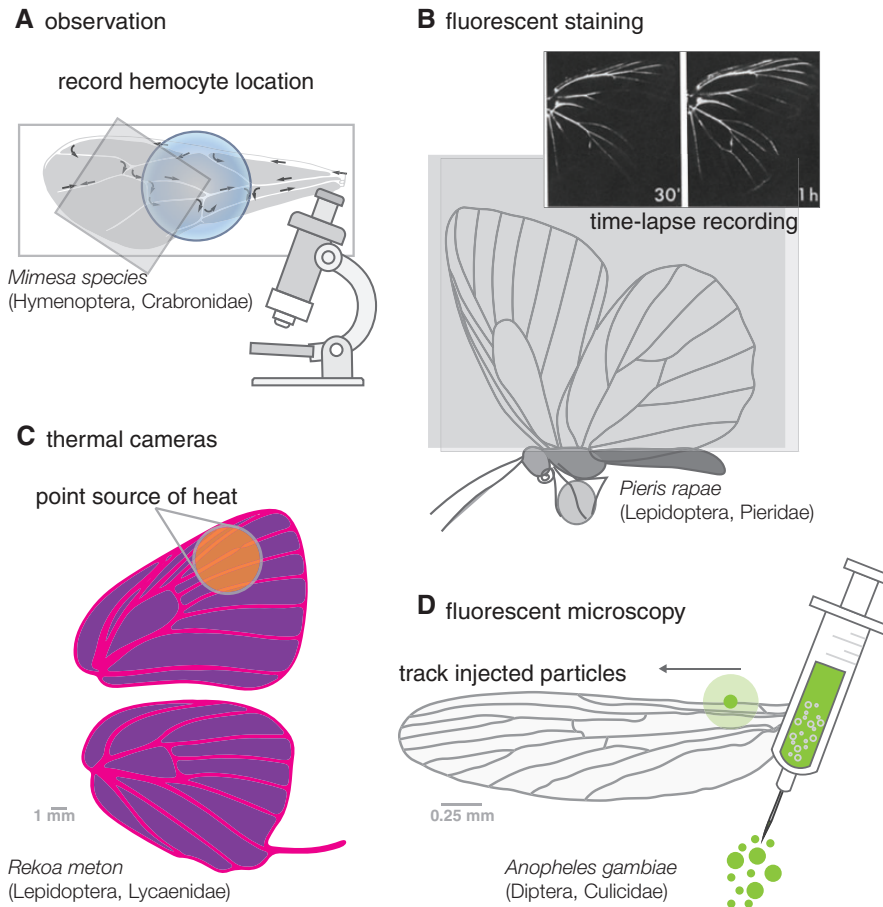 A observation
record hemocyte location
Mimesa species
(Hymenoptera, Crabronidae)
B fluorescent staining
30'
1h
time-lapse recording
Pieris rapae
(Lepidoptera, Pieridae)
C thermal cameras
point source of heat
1 mm
Rekoa meton
(Lepidoptera, Lycaenidae)
D fluorescent microscopy
track injected particles
0.25 mm
Anopheles gambiae
(Diptera, Culicidae)